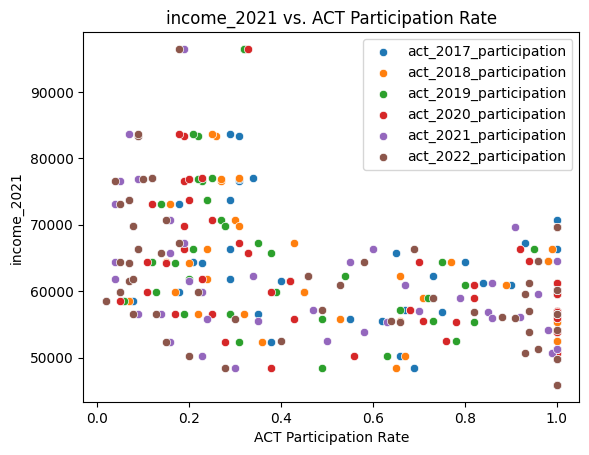 income_2021 vs. ACT Participation Rate
act_2017_participation
act_2018_participation
act_2019_participation
act_2020_participation
act_2021_participation
act_2022_participation
income_2021
90000
80000
70000
60000
50000
0.0 0.2 0.4 0.6 0.8 1.0
ACT Participation Rate